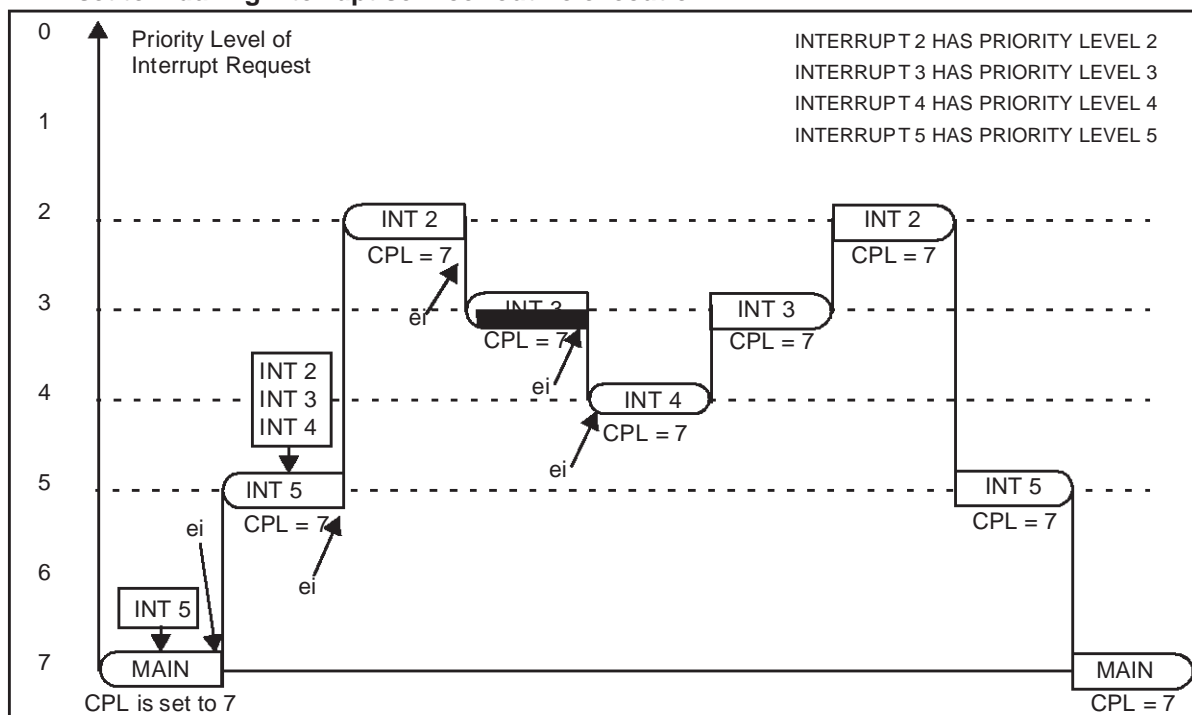 0
Priority Level of
Interrupt Request
INTERRUPT 2 HAS PRIORITY LEVEL 2
INTERRUPT 3 HAS PRIORITY LEVEL 3
INTERRUPT 4 HAS PRIORITY LEVEL 4
INTERRUPT 5 HAS PRIORITY LEVEL 5
1
2
INT 2
CPL = 7
INT 2
CPL = 7
3
ei
INT 3
CPL = 7
INT 3
CPL = 7
INT 2
INT 3
INT 4
4
ei
INT 4
CPL = 7
ei
5
INT 5
CPL = 7
INT 5
CPL = 7
ei
ei
6
INT 5
7
MAIN
CPL is set to 7
MAIN
CPL = 7